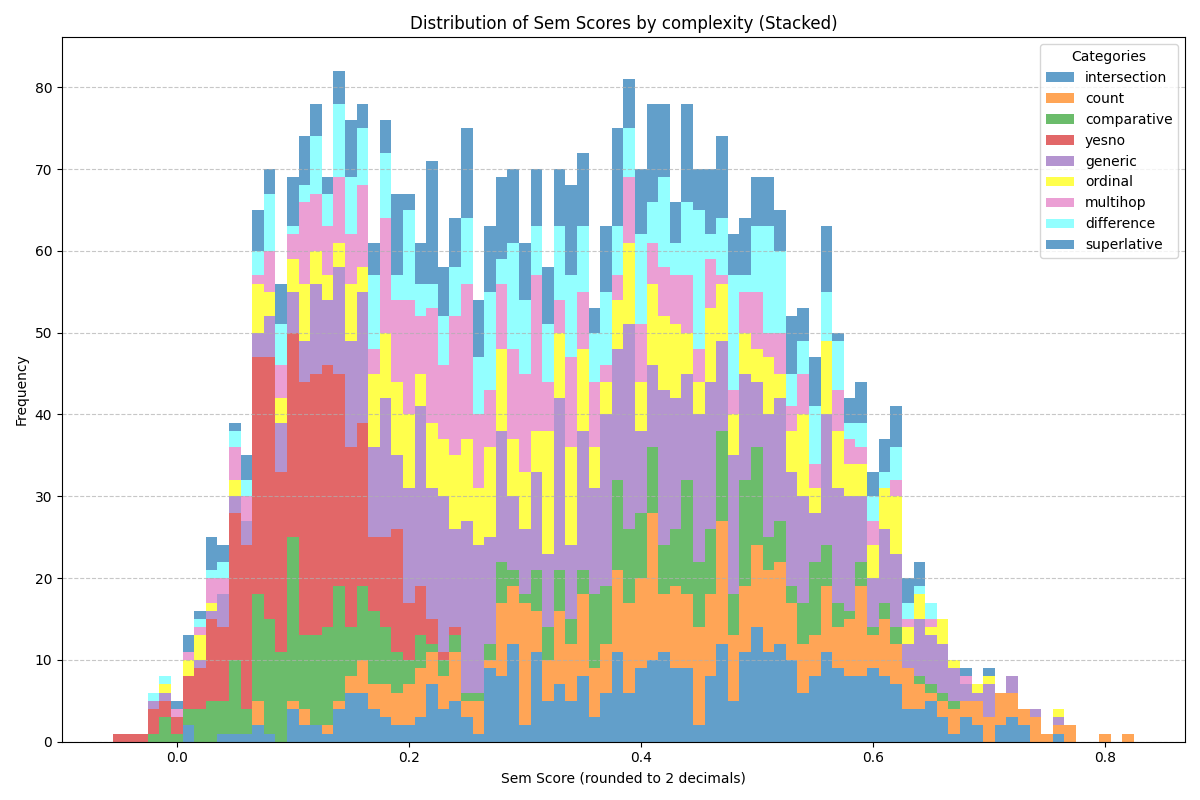 Distribution of Sem Scores by complexity (Stacked)
Categories
intersection
count
comparative
yesno
generic
ordinal
multihop
difference
superlative
Frequency
80
70
60
50
40
30
20
10
0
0.0 0.2 0.4 0.6 0.8
Sem Score (rounded to 2 decimals)